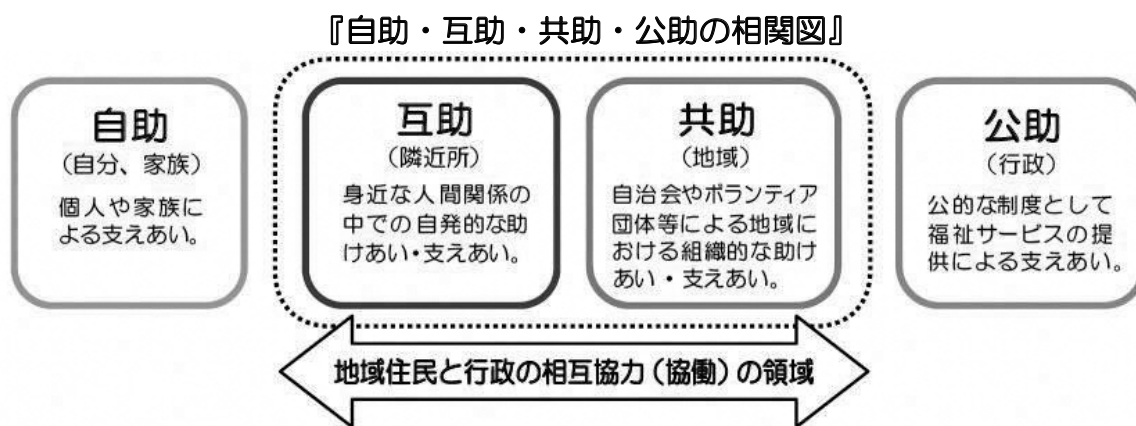 『自助・互助・共助・公助の相関図』
自助
(自分、家族)
個人や家族に
よる支えあい。
互助
(隣近所)
身近な人間関係の
中での自発的な助
けあい・支えあい。
共助
(地域)
自治会やボランティア
団体等による地域に
おける組織的な助け
あい・支えあい。
公助
(行政)
公的な制度として
福祉サービスの提
供による支えあい。
地域住民と行政の相互協力(協働)の領域